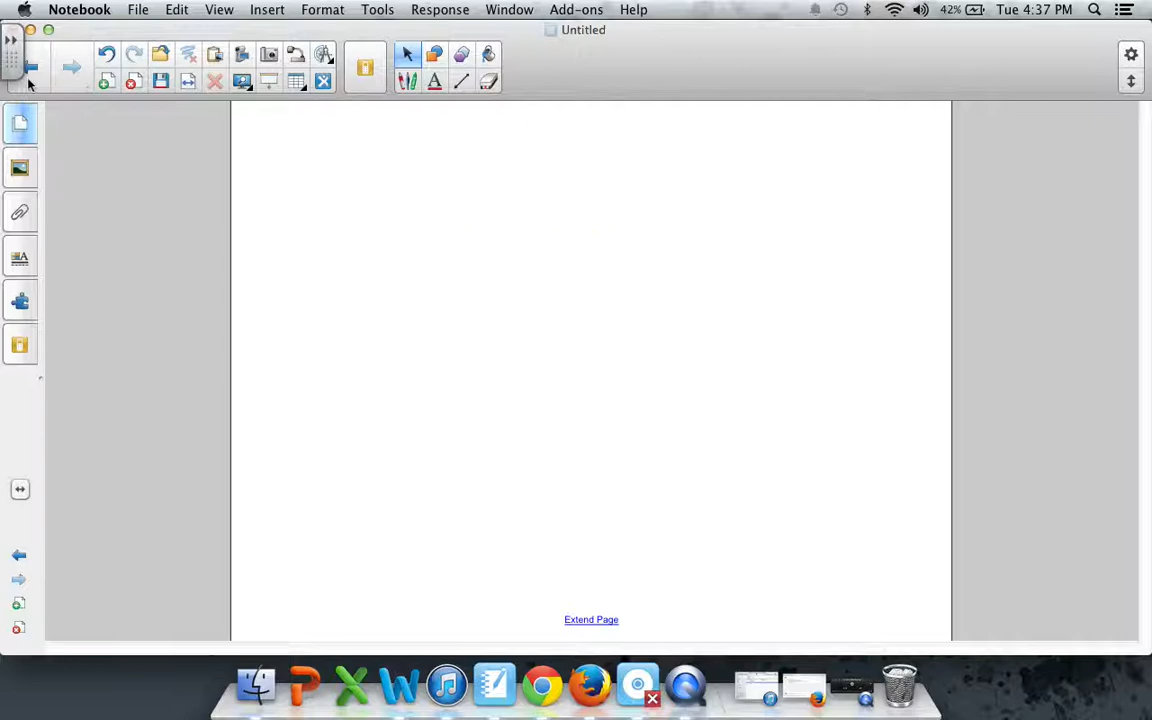 Notebook File Edit View Insert Format Tools Response Window Add-ons Help 42% Tue 4:37 PM
Untitled
A
A
Extend Page